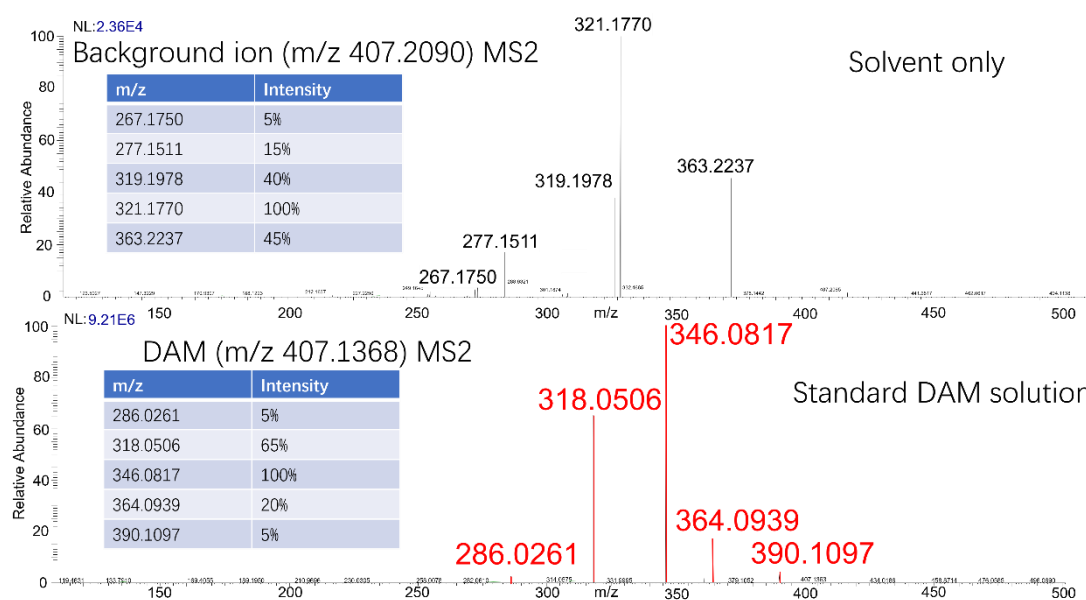 NL:2.36E4
Background ion (m/z 407.2090) MS2
Solvent only
Relative Abundance
100
80
60
40
20
0
m/z Intensity
267.1750 5%
277.1511 15%
319.1978 40%
321.1770 100%
363.2237 45%
321.1770
319.1978
363.2237
277.1511
267.1750
150 200 250 300 m/z 350 400 450 500
NL:9.21E6
DAM (m/z 407.1368) MS2
Standard DAM solution
Relative Abundance
100
80
60
40
20
0
m/z Intensity
286.0261 5%
318.0506 65%
346.0817 100%
364.0939 20%
390.1097 5%
346.0817
318.0506
364.0939
390.1097
286.0261
150 200 250 300 m/z 350 400 450 500